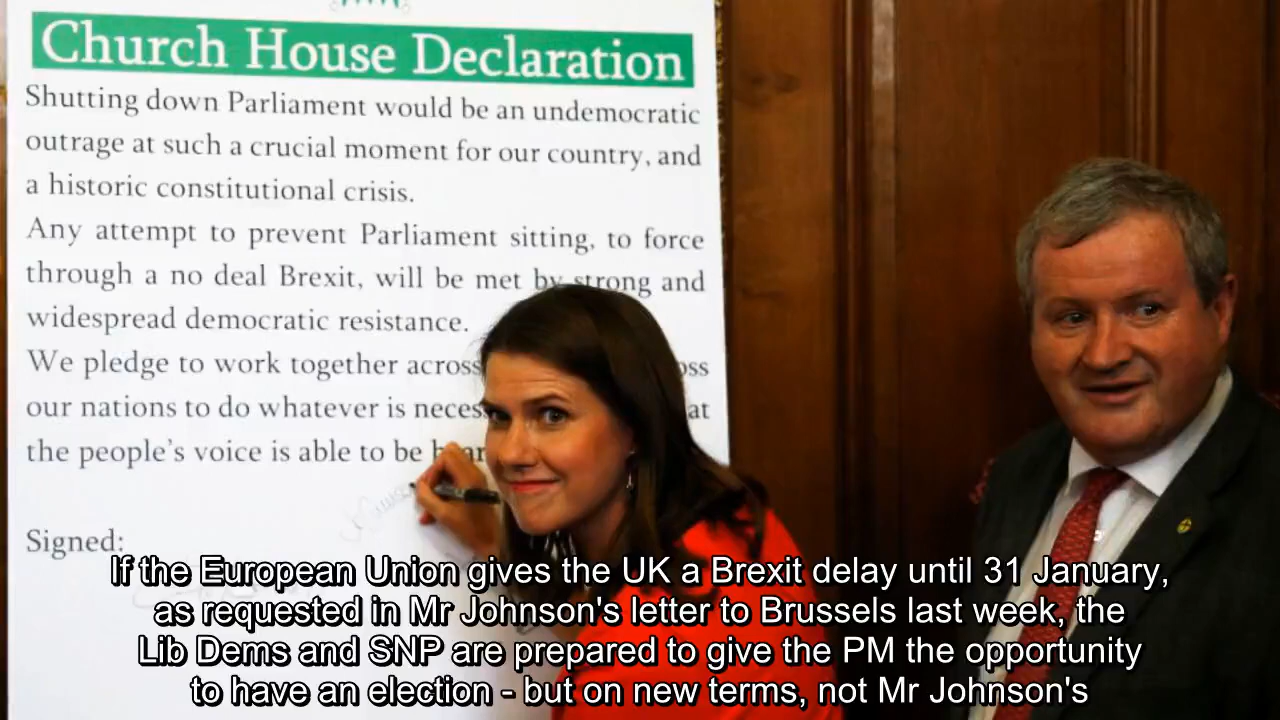 Church House Declaration
Shutting down Parliament would be an undemocratic
outrage at such a crucial moment for our country, and
a historic constitutional crisis.
Any attempt to prevent Parliament sitting, to force
through a no deal Brexit, will be met by strong and
widespread democratic resistance.
We pledge to work together across
our nations to do whatever is at
the people's voice is able to be
Signed:
If the European Union gives the UK a Brexit delay until 31 January,
as requested in Mr Johnson's letter to Brussels last week, the
Lib Dems and SNP are prepared to give the PM the opportunity
to have an election - but on new terms, not Mr Johnson's